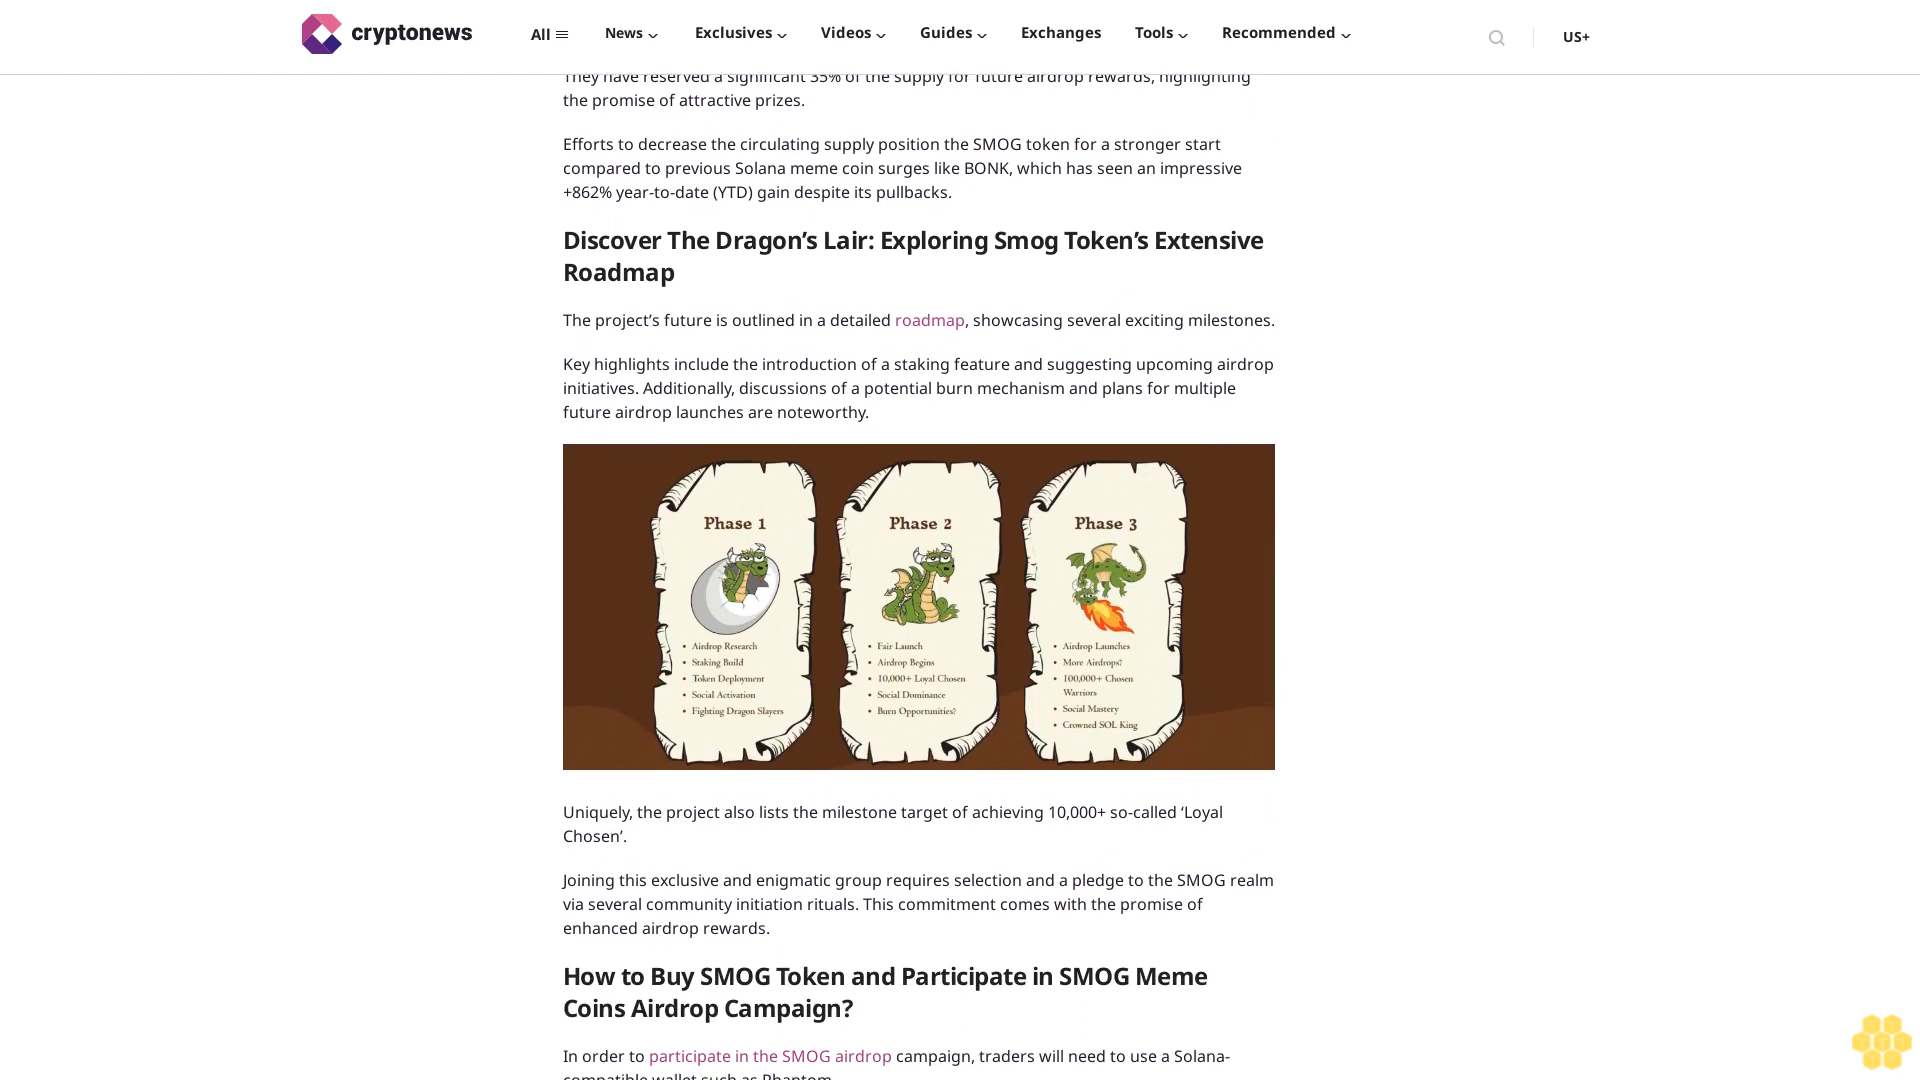 cryptonews
All
News
Exclusives
Videos
Guides
Exchanges
Tools
Recommended
US+
They have reserved a significant 35% of the supply for future airdrop rewards, highlighting
the promise of attractive prizes.
Efforts to decrease the circulating supply position the SMOG token for a stronger start
compared to previous Solana meme coin surges like BONK, which has seen an impressive
+862% year-to-date (YTD) gain despite its pullbacks.
Discover The Dragon’s Lair: Exploring Smog Token’s Extensive
Roadmap
The project’s future is outlined in a detailed roadmap, showcasing several exciting milestones.
Key highlights include the introduction of a staking feature and suggesting upcoming airdrop
initiatives. Additionally, discussions of a potential burn mechanism and plans for multiple
future airdrop launches are noteworthy.
Phase 1
• Airdrop Research
• Staking Build
• Token Deployment
• Social Activation
• Fighting Dragon Slayers
Phase 2
• Fair Launch
• Airdrop Begins
• 10,000+ Loyal Chosen
• Social Dominance
• Burn Opportunities?
Phase 3
• Airdrop Launches
• More Airdrops?
• 100,000+ Chosen
Warriors
• Social Mastery
• Crowned SOL King
Uniquely, the project also lists the milestone target of achieving 10,000+ so-called ‘Loyal
Chosen’.
Joining this exclusive and enigmatic group requires selection and a pledge to the SMOG realm
via several community initiation rituals. This commitment comes with the promise of
enhanced airdrop rewards.
How to Buy SMOG Token and Participate in SMOG Meme
Coins Airdrop Campaign?
In order to participate in the SMOG airdrop campaign, traders will need to use a Solana-
compatible wallet such as Phantom.